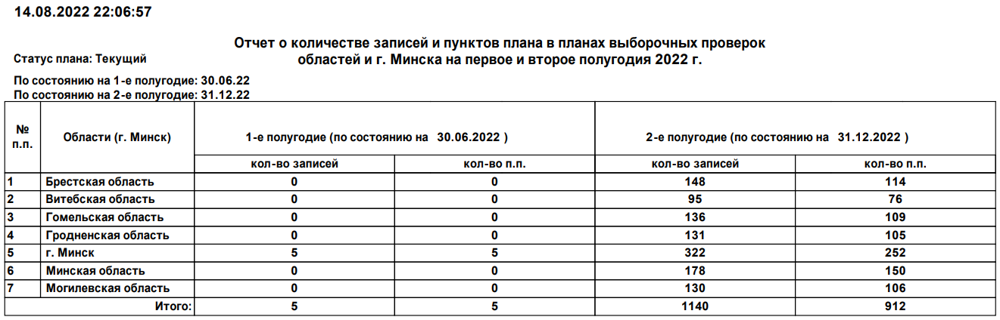 14.08.2022 22:06:57
Отчет о количестве записей и пунктов плана в планах выборочных проверок
областей и г. Минска на первое и второе полугодия 2022 г.
Статус плана: Текущий
По состоянию на 1-е полугодие: 30.06.22
По состоянию на 2-е полугодие: 31.12.22
№ п.п. Области (г. Минск) 1-е полугодие (по состоянию на 30.06.2022 ) 2-е полугодие (по состоянию на 31.12.2022 )
кол-во записей кол-во п.п. кол-во записей кол-во п.п.
1 Брестская область 0 0 148 114
2 Витебская область 0 0 95 76
3 Гомельская область 0 0 136 109
4 Гродненская область 0 0 131 105
5 г. Минск 5 5 322 252
6 Минская область 0 0 178 150
7 Могилевская область 0 0 130 106
Итого: 5 5 1140 912